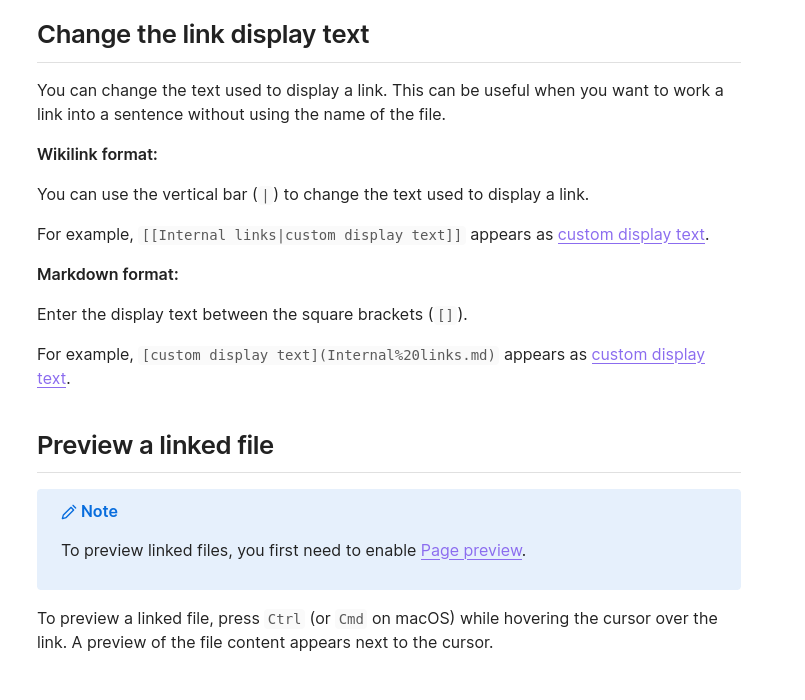 Change the link display text
You can change the text used to display a link. This can be useful when you want to work a
link into a sentence without using the name of the file.
Wikilink format:
You can use the vertical bar ( | ) to change the text used to display a link.
For example, [[Internal links|custom display text]] appears as custom display text.
Markdown format:
Enter the display text between the square brackets ( [] ).
For example, [custom display text](Internal%20links.md) appears as custom display
text.
Preview a linked file
Note
To preview linked files, you first need to enable Page preview.
To preview a linked file, press Ctrl (or Cmd on macOS) while hovering the cursor over the
link. A preview of the file content appears next to the cursor.